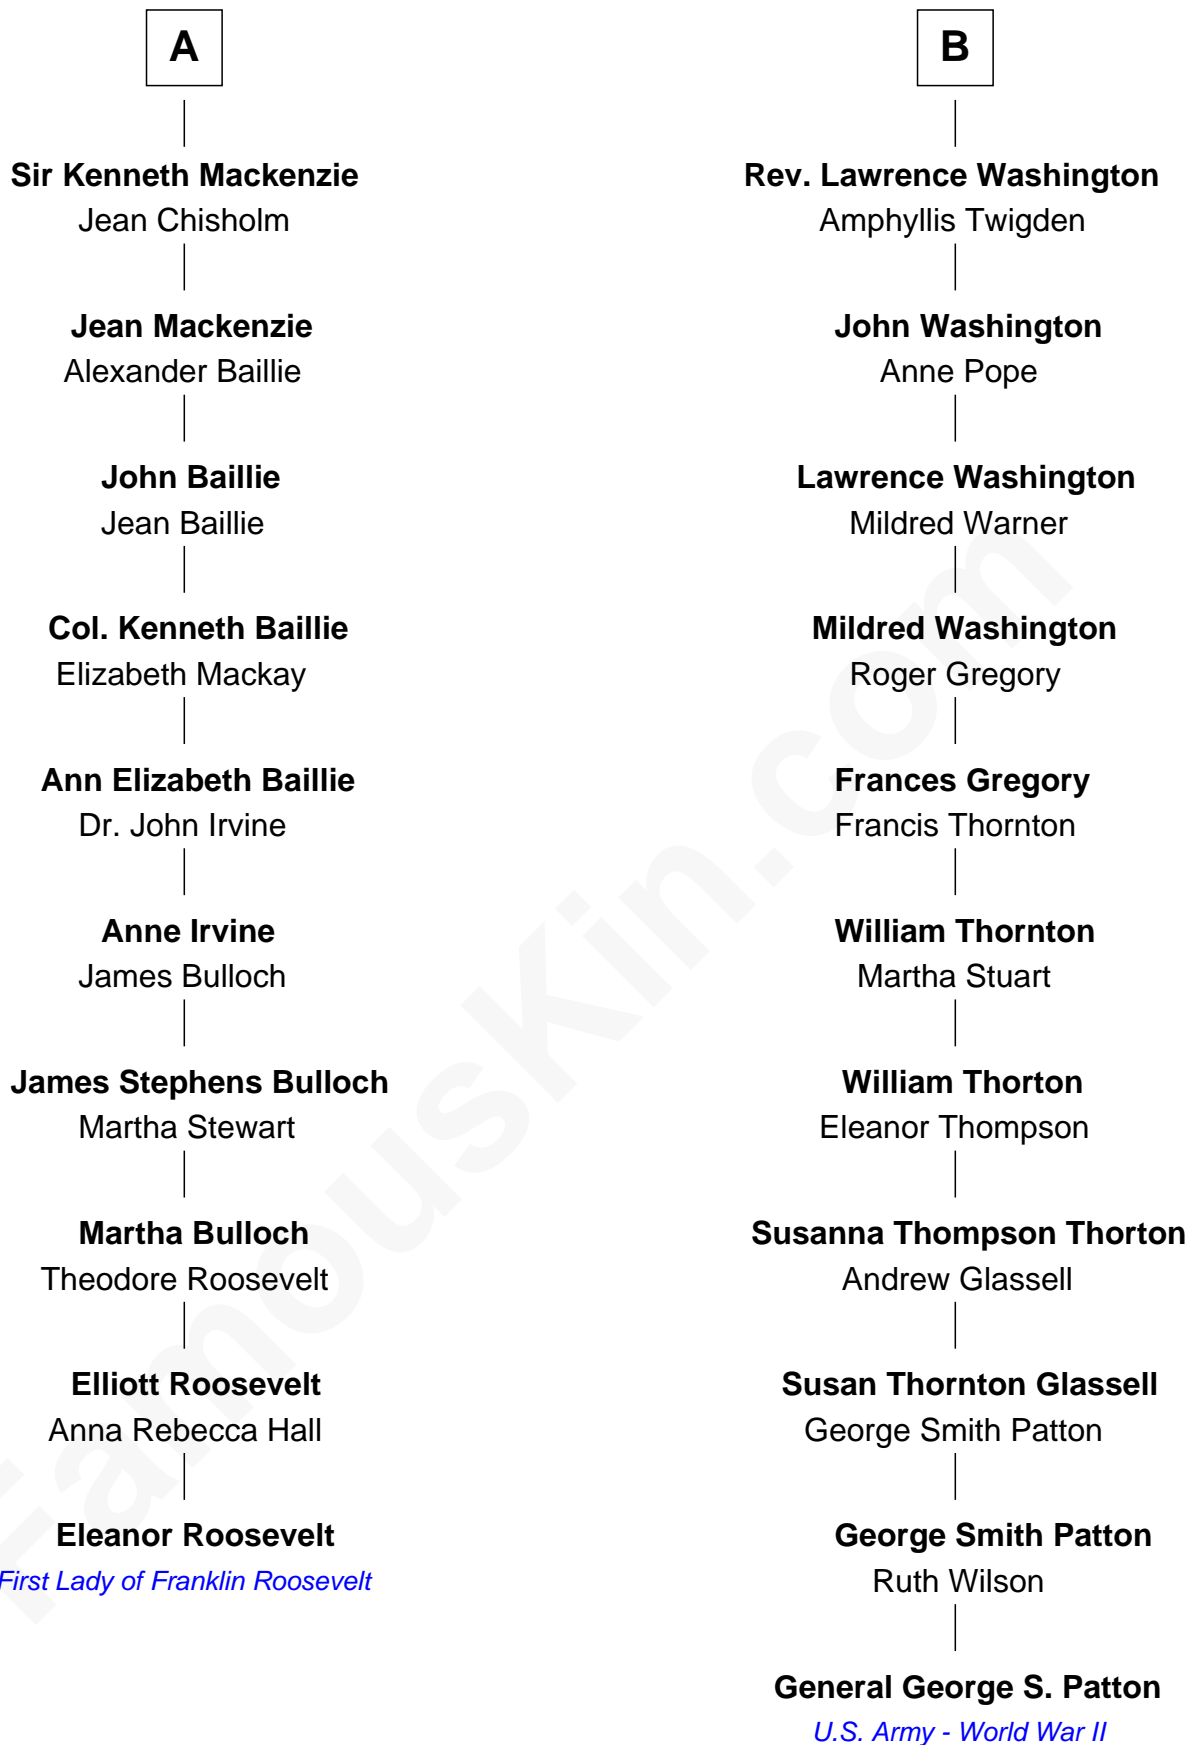 A
Sir Kenneth Mackenzie
Jean Chisholm
Jean Mackenzie
Alexander Baillie
John Baillie
Jean Baillie
Col. Kenneth Baillie
Elizabeth Mackay
Ann Elizabeth Baillie
Dr. John Irvine
Anne Irvine
James Bulloch
James Stephens Bulloch
Martha Stewart
Martha Bulloch
Theodore Roosevelt
Elliott Roosevelt
Anna Rebecca Hall
Eleanor Roosevelt
First Lady of Franklin Roosevelt
B
Rev. Lawrence Washington
Amphyllis Twigden
John Washington
Anne Pope
Lawrence Washington
Mildred Warner
Mildred Washington
Roger Gregory
Frances Gregory
Francis Thornton
William Thornton
Martha Stuart
William Thorton
Eleanor Thompson
Susanna Thompson Thorton
Andrew Glassell
Susan Thornton Glassell
George Smith Patton
George Smith Patton
Ruth Wilson
General George S. Patton
U.S. Army - World War II
FamousKin.com